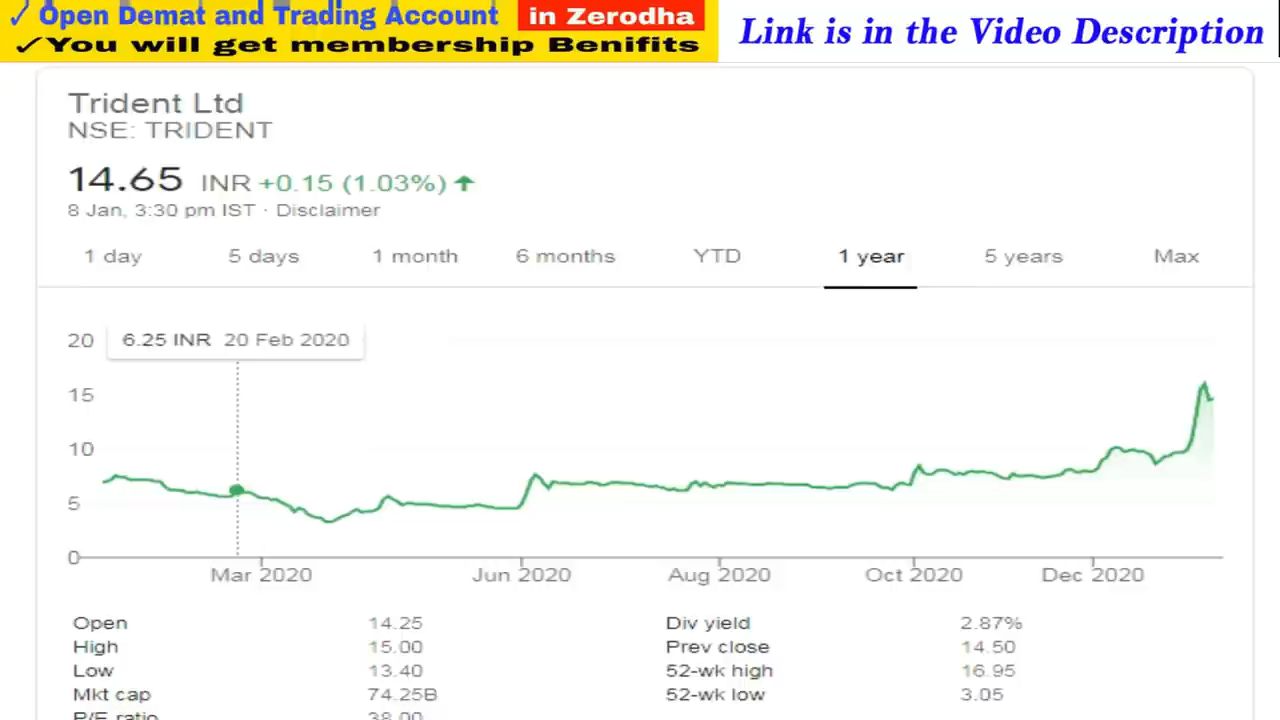 ✓ Open Demat and Trading Account in Zerodha
✓You will get membership Benifits
Link is in the Video Description
Trident Ltd
NSE: TRIDENT
14.65 INR +0.15 (1.03%) ↑
8 Jan, 3:30 pm IST · Disclaimer
1 day 5 days 1 month 6 months YTD 1 year 5 years Max
6.25 INR 20 Feb 2020
20
15
10
5
0
Mar 2020 Jun 2020 Aug 2020 Oct 2020 Dec 2020
Open 14.25 Div yield 2.87%
High 15.00 Prev close 14.50
Low 13.40 52-wk high 16.95
Mkt cap 74.25B 52-wk low 3.05
P/E ratio 38.00